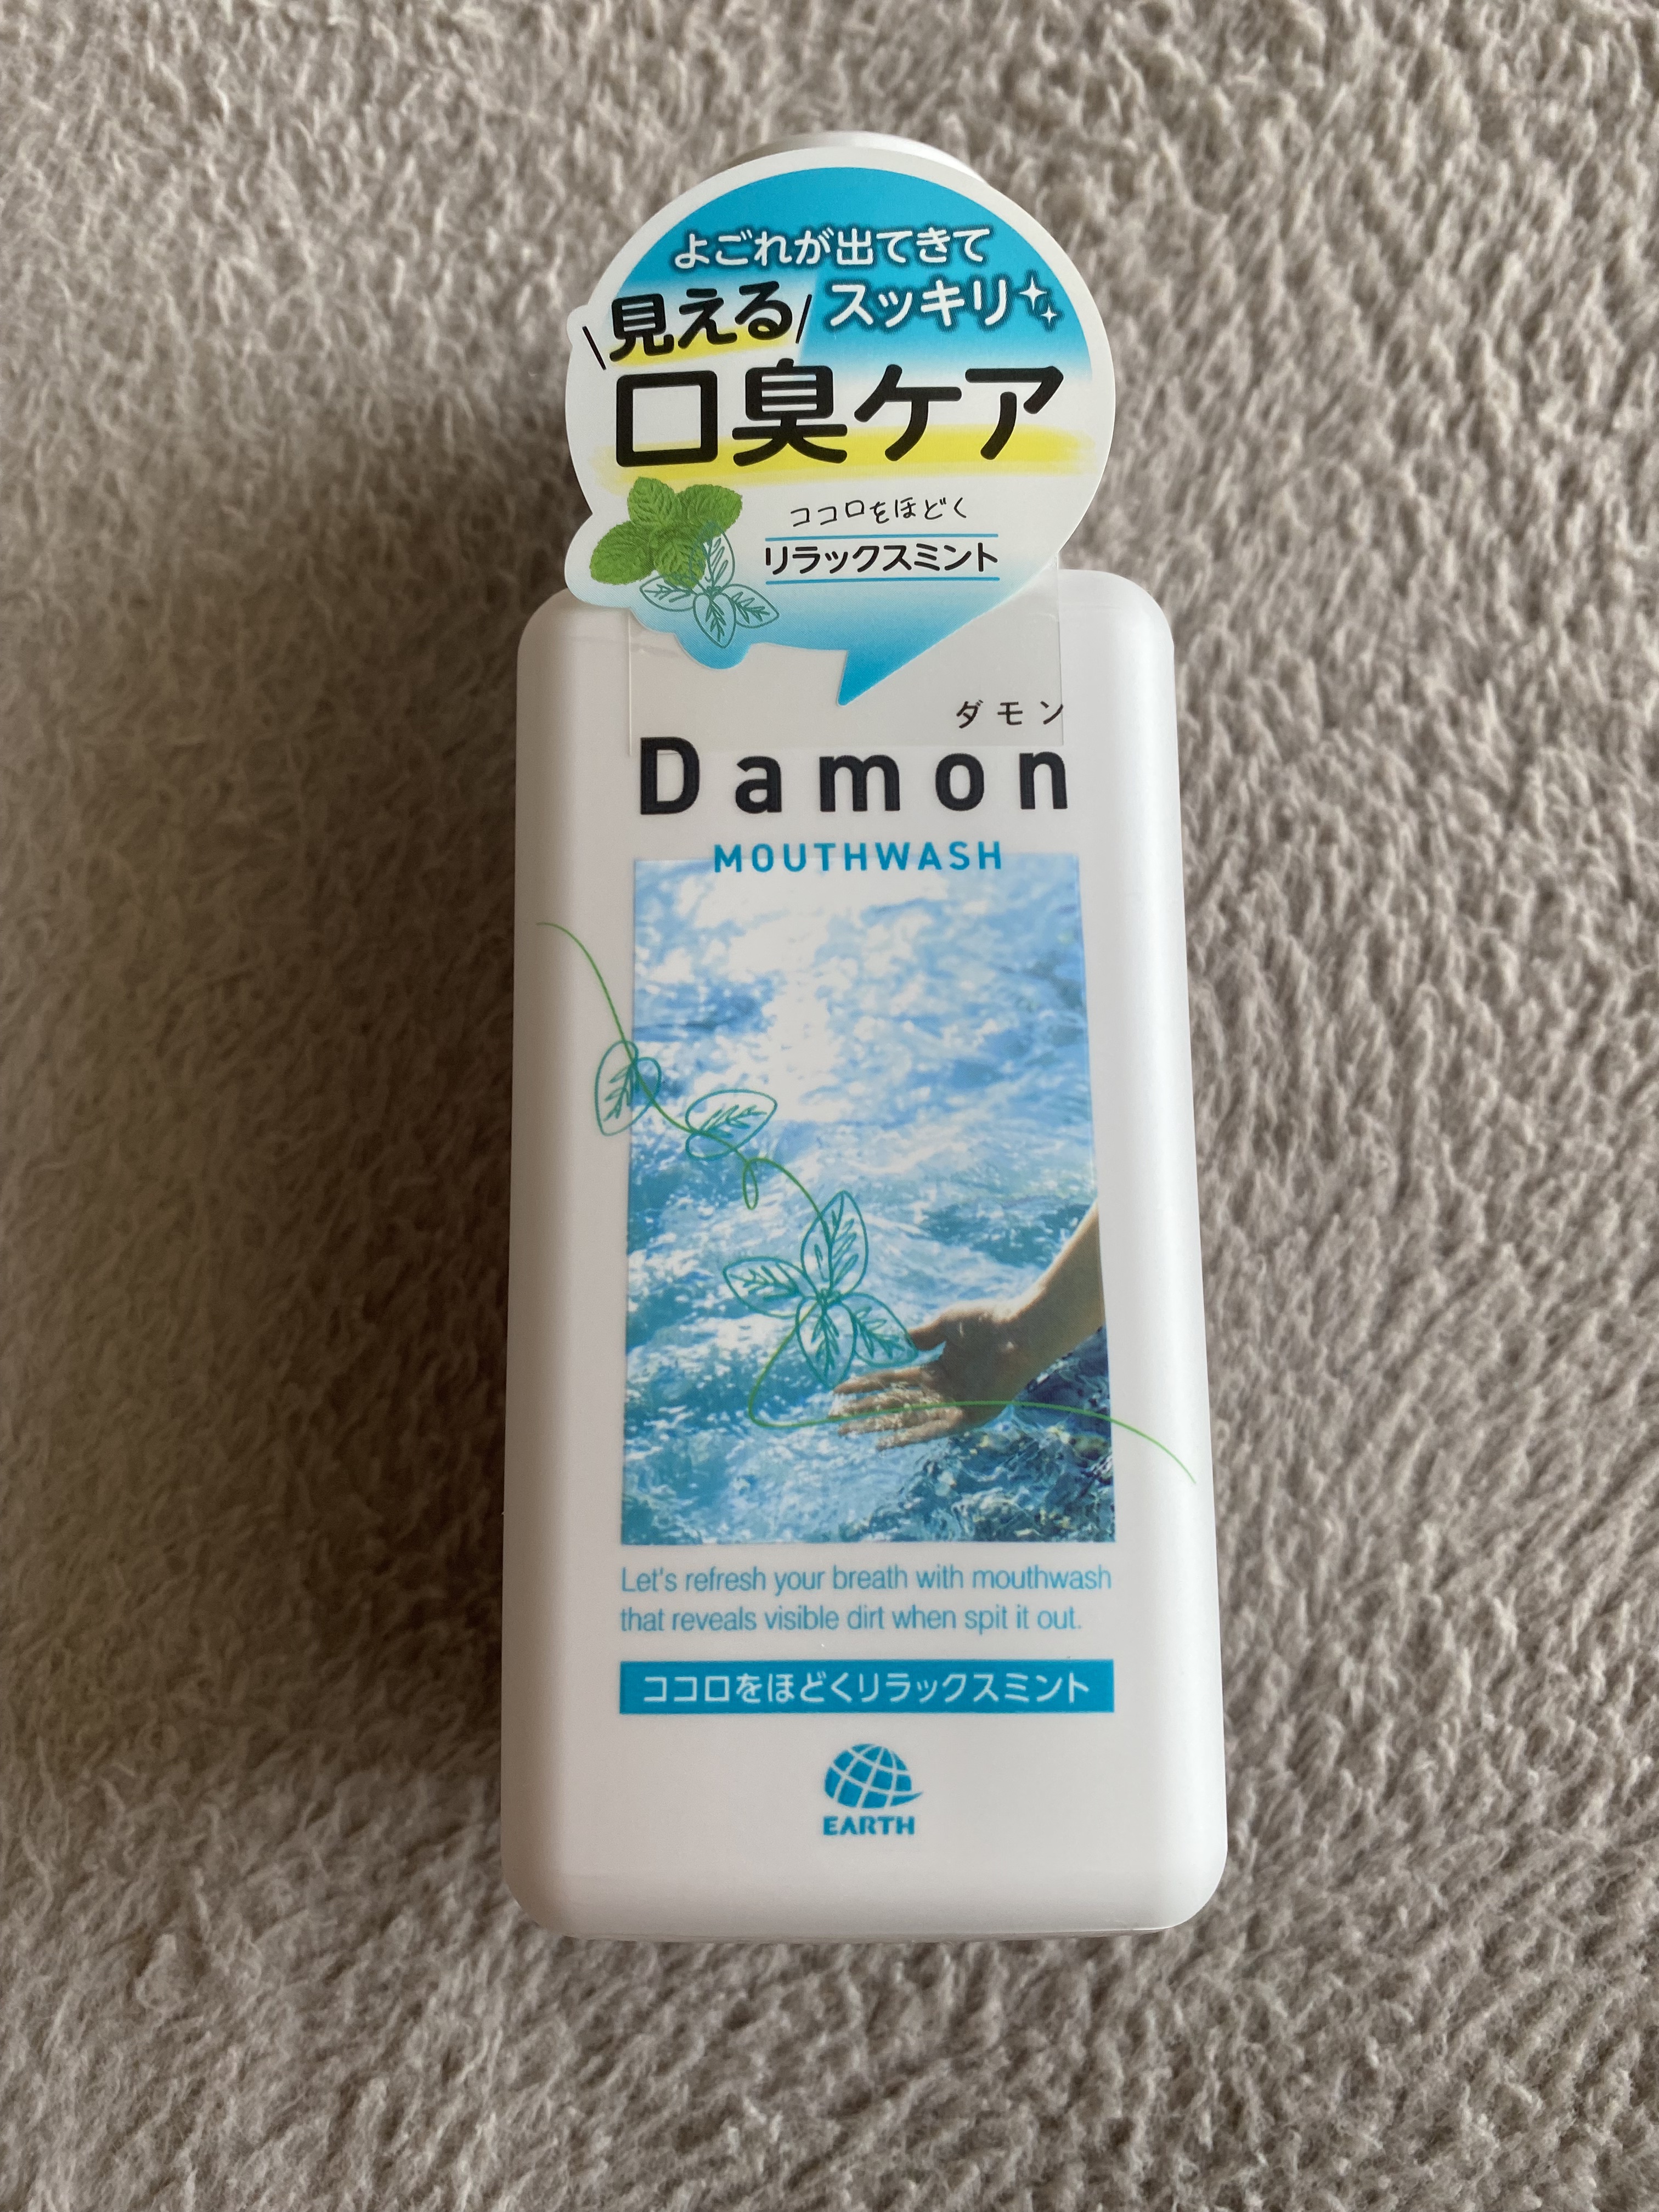 よごれが出てきて
見える スッキリ
口臭ケア
ココロをほどく
リラックスミント
ダモン
Damon
MOUTHWASH
Let's refresh your breath with mouthwash
that reveals visible dirt when spit it out.
ココロをほどくリラックスミント
EARTH